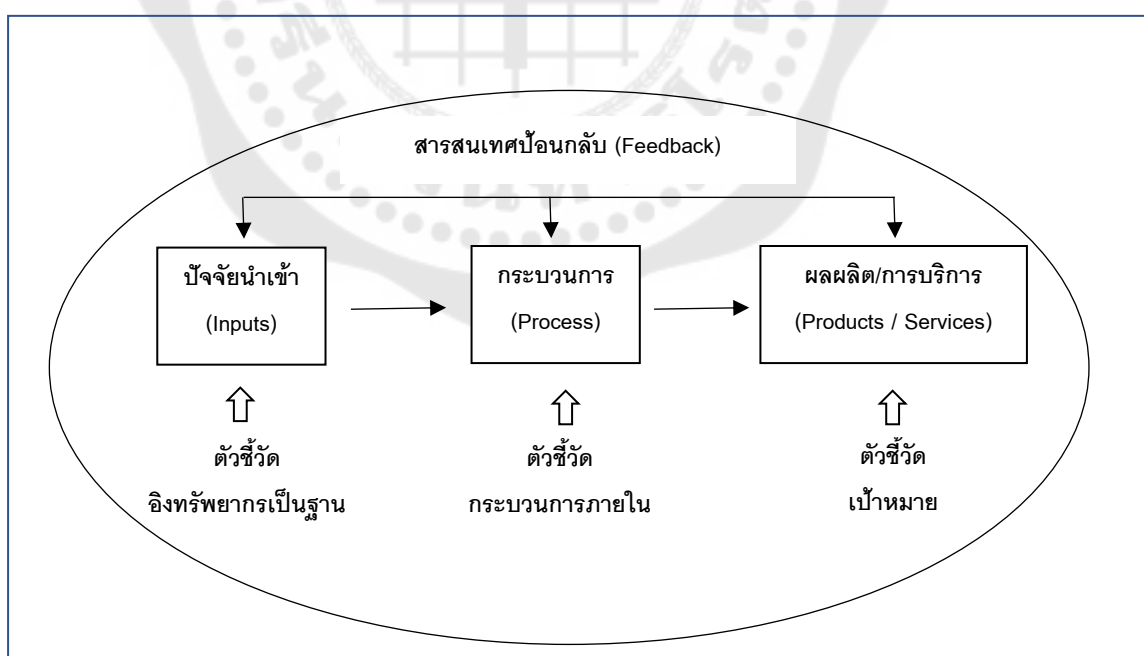 สารสนเทศป้อนกลับ (Feedback)
ปัจจัยนำเข้า
(Inputs)
กระบวนการ
(Process)
ผลผลิต/การบริการ
(Products / Services)
ตัวชี้วัด
อิงทรัพยากรเป็นฐาน
ตัวชี้วัด
กระบวนการภายใน
ตัวชี้วัด
เป้าหมาย